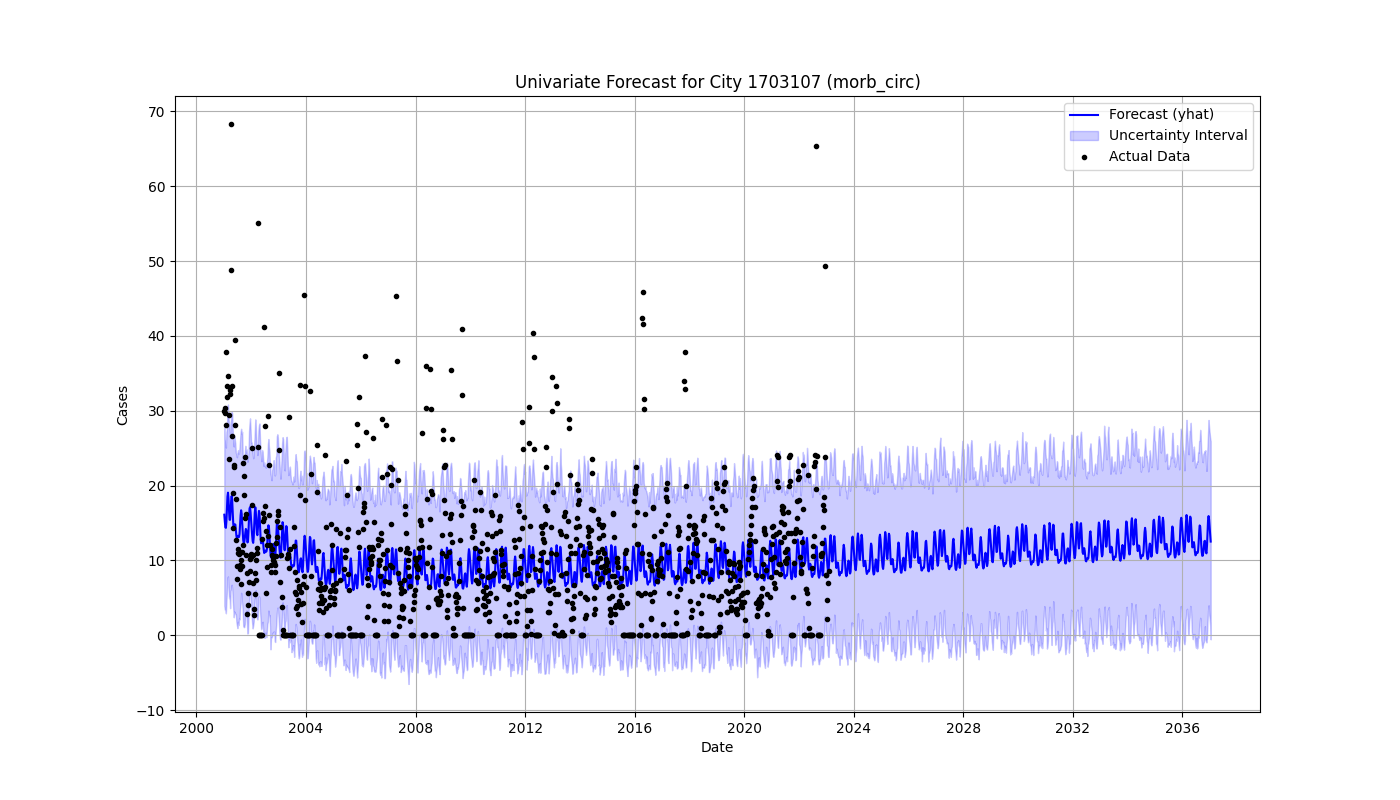 Univariate Forecast for City 1703107 (morb_circ)
Forecast (yhat)
Uncertainty Interval
Actual Data
Cases
70
60
50
40
30
20
10
0
−10
2000 2004 2008 2012 2016 2020 2024 2028 2032 2036
Date